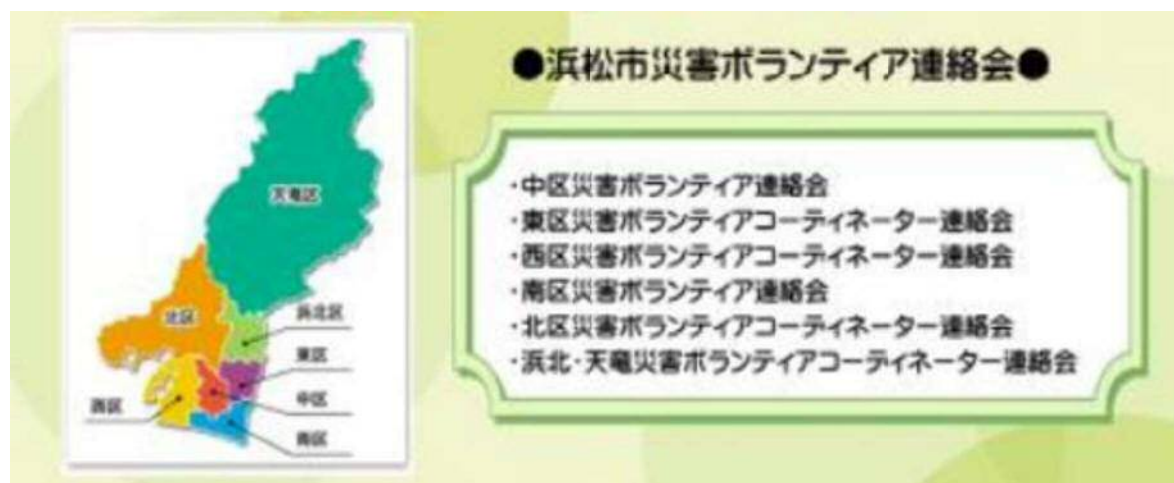 ●浜松市災害ボランティア連絡会●
・中区災害ボランティア連絡会
・東区災害ボランティアコーディネーター連絡会
・西区災害ボランティアコーディネーター連絡会
・南区災害ボランティア連絡会
・北区災害ボランティアコーディネーター連絡会
・浜北・天竜災害ボランティアコーディネーター連絡会
天竜区
北区
浜北区
東区
中区
西区
南区